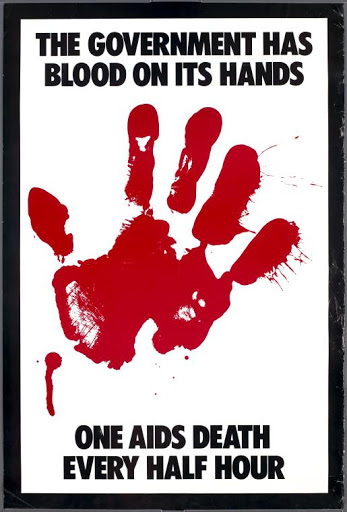 THE GOVERNMENT HAS
BLOOD ON ITS HANDS
ONE AIDS DEATH
EVERY HALF HOUR